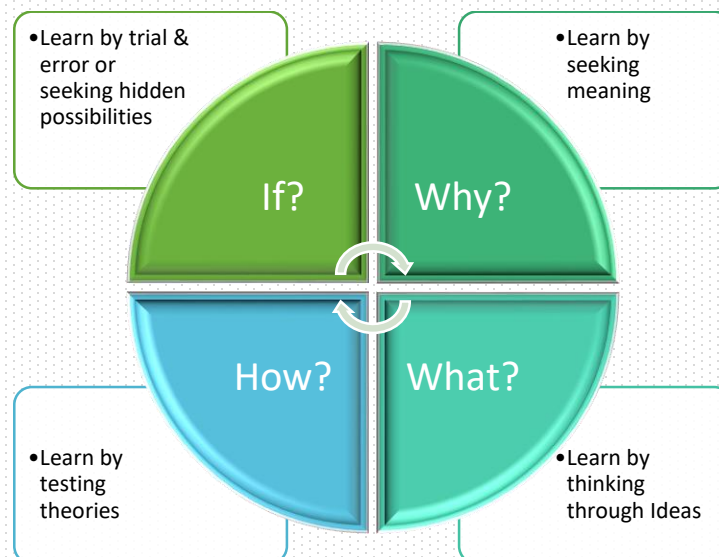 •Learn by trial &
error or
seeking hidden
possibilities
•Learn by
seeking
meaning
If?
Why?
How?
What?
•Learn by
testing
theories
•Learn by
thinking
through Ideas